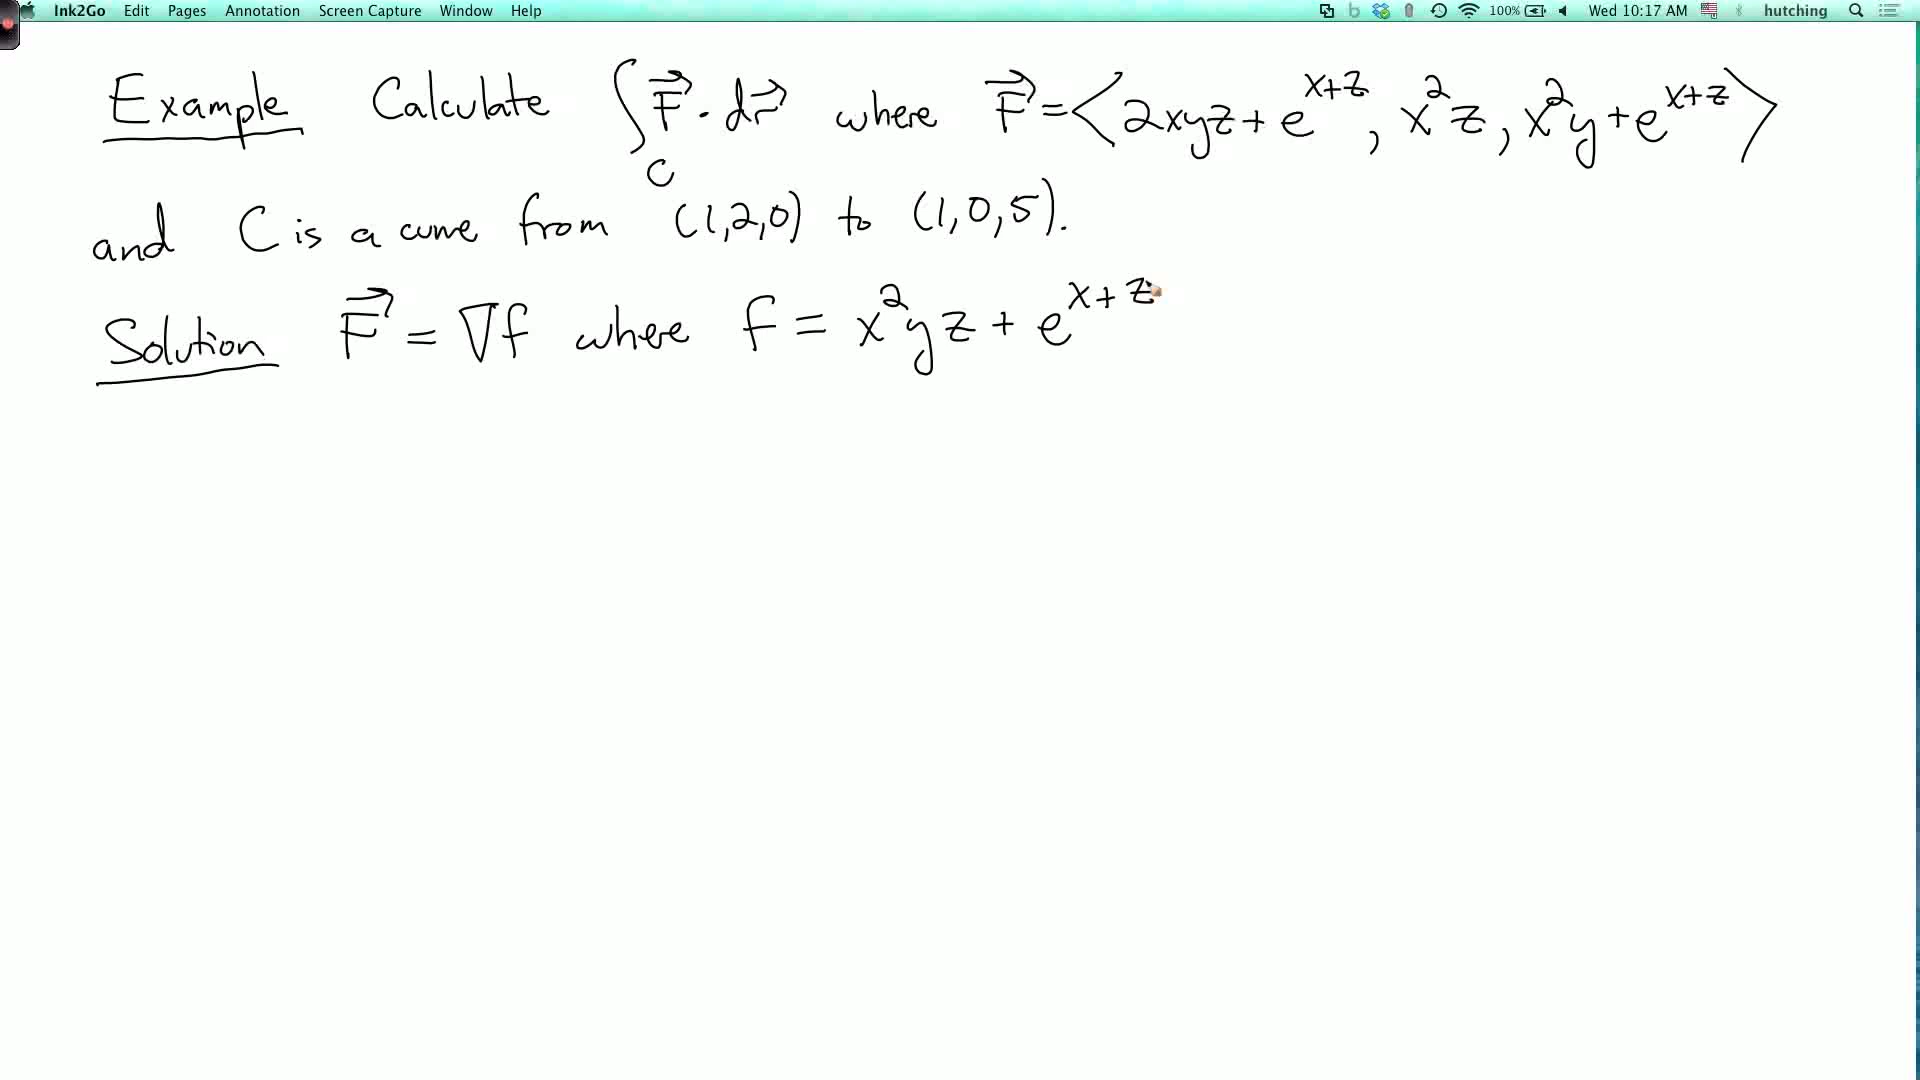 Ink2Go Edit Pages Annotation Screen Capture Window Help 100% Wed 10:17 AM hutching
Example Calculate ∫_C F⃗ · dr⃗ where F⃗ = ⟨2xyz + e^{x+z}, x²z, x²y + e^{x+z}⟩
and C is a curve from (1,2,0) to (1,0,5).
Solution F⃗ = ∇f where f = x²yz + e^{x+z}